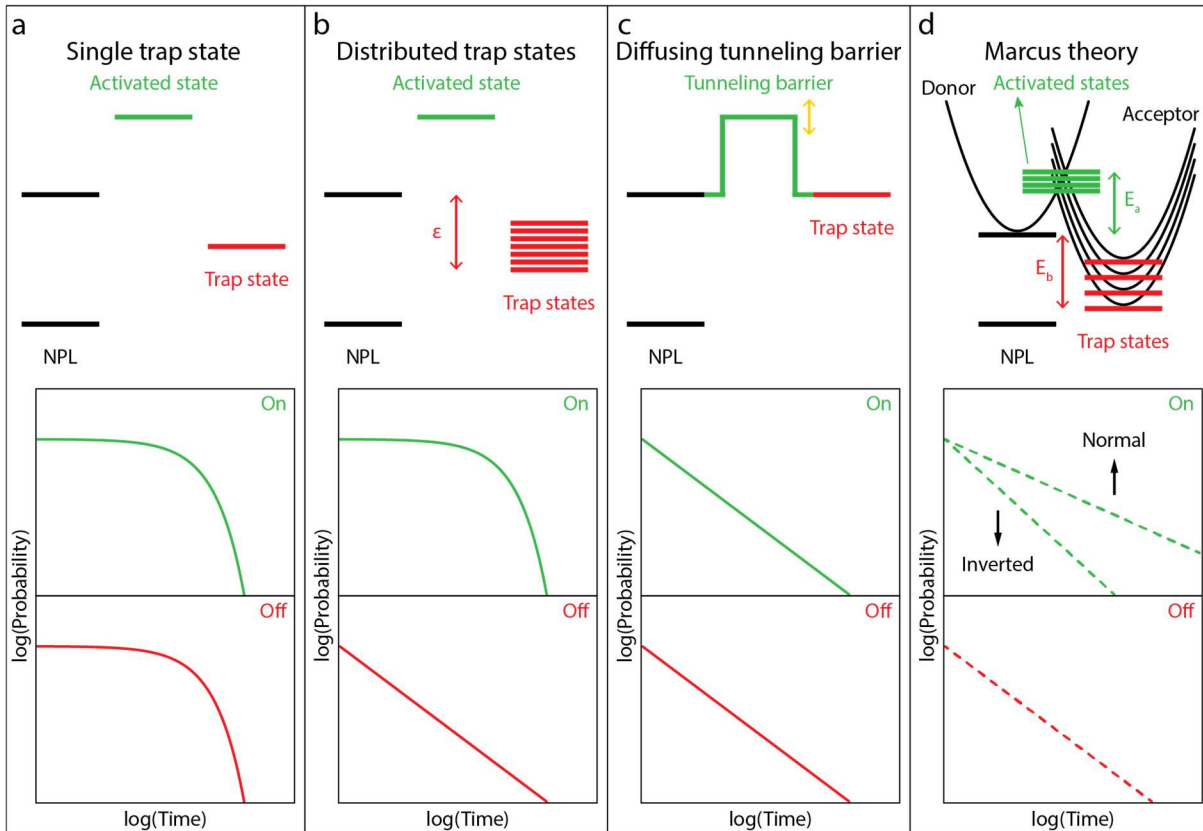 a
Single trap state
Activated state
Trap state
NPL
On
Off
log(Probability)
log(Time)
b
Distributed trap states
Activated state
ε
Trap states
NPL
On
Off
log(Time)
c
Diffusing tunneling barrier
Tunneling barrier
Trap state
NPL
On
Off
log(Probability)
log(Time)
d
Marcus theory
Activated states
Donor
Acceptor
Ea
Eb
Trap states
NPL
On
Normal
Inverted
Off
log(Probability)
log(Time)